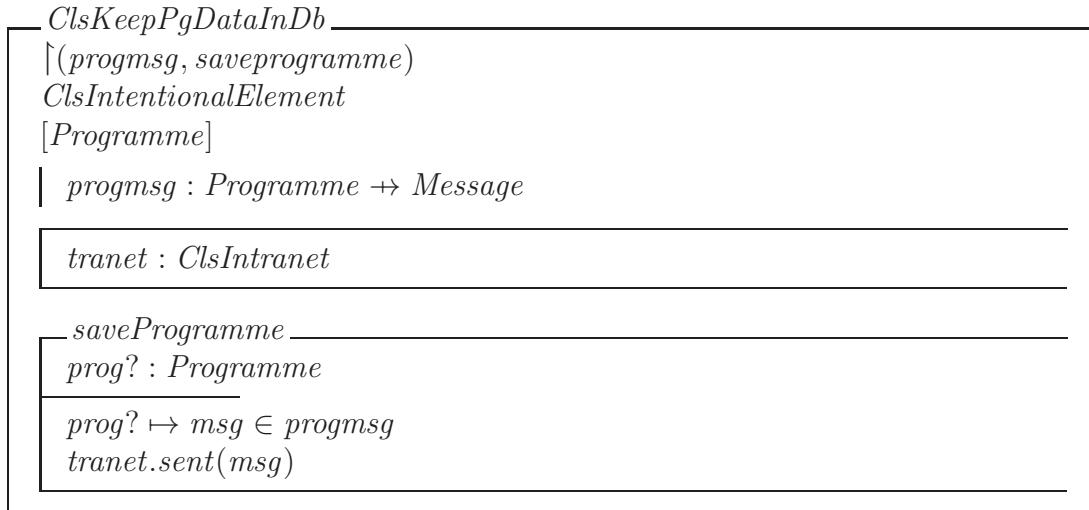 ClsKeepPgDataInDb
↾(progmsg, saveprogramme)
ClsIntentionalElement
[Programme]
progmsg : Programme ⇸ Message
tranet : ClsIntranet
saveProgramme
prog? : Programme
prog? ↦ msg ∈ progmsg
tranet.sent(msg)